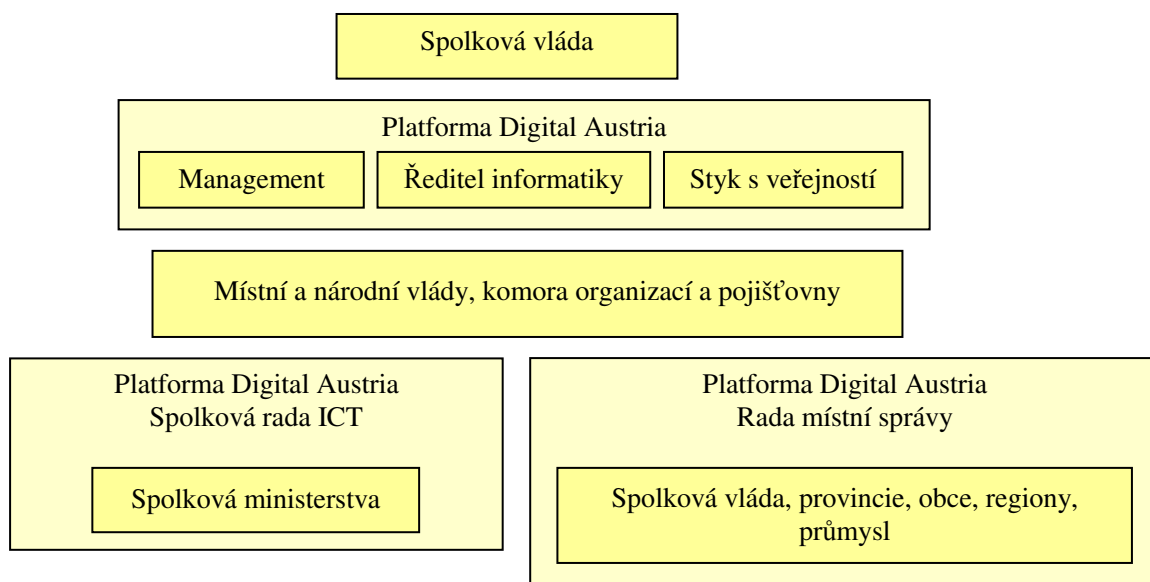 Spolková vláda
Platforma Digital Austria
Management
Ředitel informatiky
Styk s veřejností
Místní a národní vlády, komora organizací a pojišťovny
Platforma Digital Austria
Spolková rada ICT
Spolková ministerstva
Platforma Digital Austria
Rada místní správy
Spolková vláda, provincie, obce, regiony,
průmysl